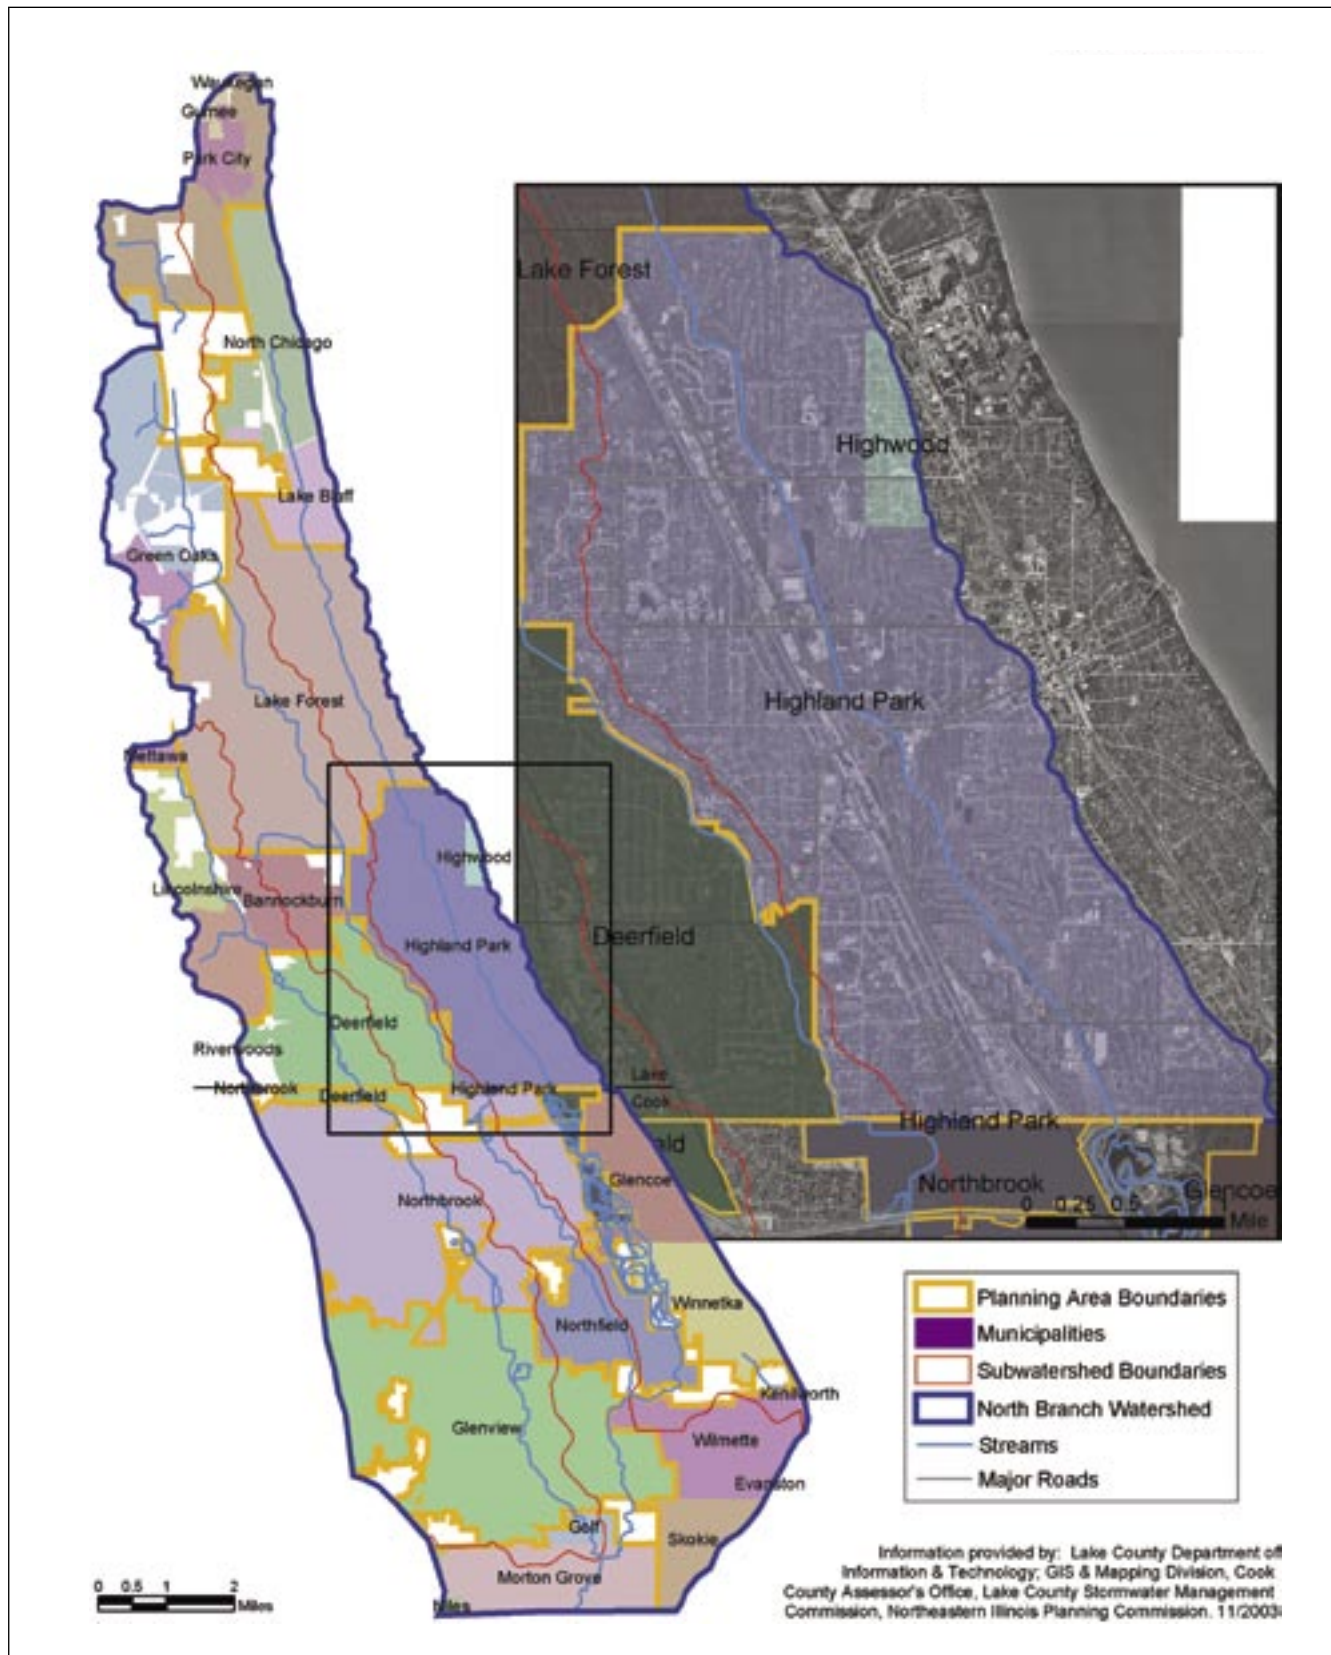 Waukegan
Gurnee
Park City
North Chicago
Lake Bluff
Green Oaks
Lake Forest
Mettawa
Highwood
Lincolnshire
Bannockburn
Highland Park
Deerfield
Riverwoods
Northbrook
Deerfield
Highland Park
Lake
Cook
Glencoe
Northbrook
Winnetka
Northfield
Kenilworth
Glenview
Wilmette
Evanston
Golf
Skokie
Morton Grove
Niles
Lake Forest
Highwood
Highland Park
Deerfield
Highland Park
field
Northbrook
Glencoe
0 0.25 0.5 1
Mile
Planning Area Boundaries
Municipalities
Subwatershed Boundaries
North Branch Watershed
Streams
Major Roads
0 0.5 1 2
Miles
Information provided by: Lake County Department of
Information & Technology; GIS & Mapping Division, Cook
County Assessor's Office, Lake County Stormwater Management
Commission, Northeastern Illinois Planning Commission. 11/2003